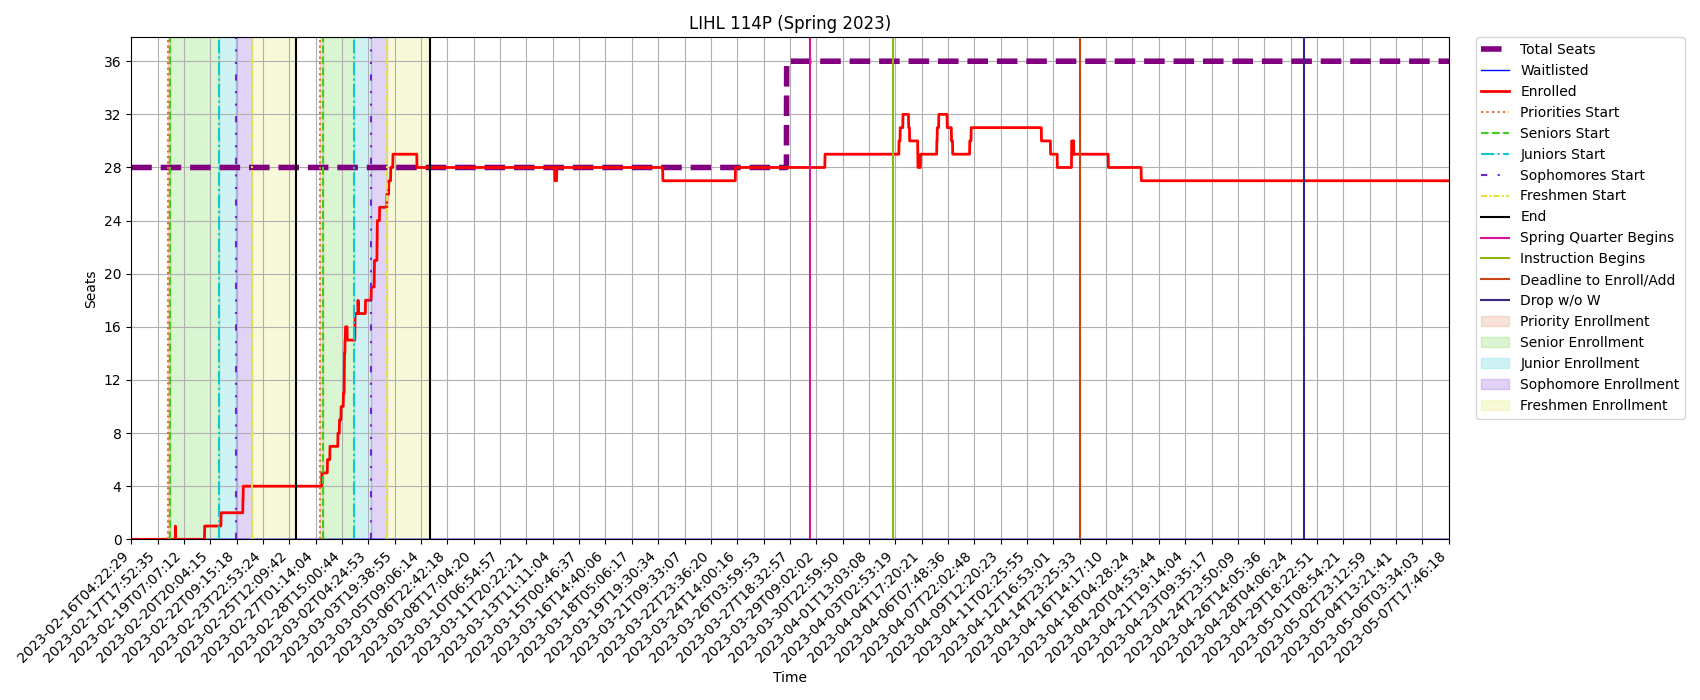 LIHL 114P (Spring 2023)
Seats
36
32
28
24
20
16
12
8
4
0
2023-02-16T04:22:29
2023-02-17T17:52:35
2023-02-19T07:07:12
2023-02-20T20:04:15
2023-02-22T09:15:18
2023-02-23T22:53:24
2023-02-25T12:09:42
2023-02-27T01:14:04
2023-02-28T15:00:44
2023-03-02T04:24:53
2023-03-03T19:38:55
2023-03-05T09:06:14
2023-03-06T22:42:18
2023-03-08T17:04:20
2023-03-10T06:54:57
2023-03-11T20:22:21
2023-03-13T11:11:04
2023-03-15T00:46:37
2023-03-16T14:40:06
2023-03-18T05:06:17
2023-03-19T19:30:34
2023-03-21T09:33:07
2023-03-22T23:36:20
2023-03-24T14:00:16
2023-03-26T03:59:53
2023-03-27T18:32:57
2023-03-29T09:02:02
2023-03-30T22:59:50
2023-04-01T13:03:08
2023-04-03T02:53:19
2023-04-04T17:20:21
2023-04-06T07:48:36
2023-04-07T22:02:48
2023-04-09T12:20:23
2023-04-11T02:25:55
2023-04-12T16:53:01
2023-04-14T23:25:33
2023-04-16T14:17:10
2023-04-18T04:28:24
2023-04-20T04:53:44
2023-04-21T19:14:04
2023-04-23T09:35:17
2023-04-24T23:50:09
2023-04-26T14:05:36
2023-04-28T04:06:24
2023-04-29T18:22:51
2023-05-01T08:54:21
2023-05-02T23:12:59
2023-05-04T13:21:41
2023-05-06T03:34:03
2023-05-07T17:46:18
Time
Total Seats
Waitlisted
Enrolled
Priorities Start
Seniors Start
Juniors Start
Sophomores Start
Freshmen Start
End
Spring Quarter Begins
Instruction Begins
Deadline to Enroll/Add
Drop w/o W
Priority Enrollment
Senior Enrollment
Junior Enrollment
Sophomore Enrollment
Freshmen Enrollment